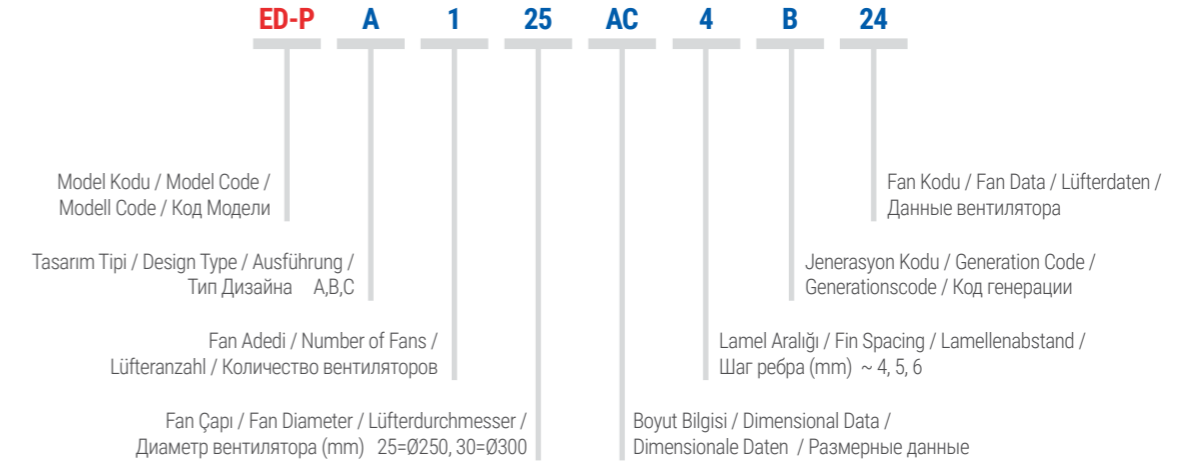 ED-P A 1 25 AC 4 B 24
Model Kodu / Model Code /
Modell Code / Код Модели
Fan Kodu / Fan Data / Lüfterdaten /
Данные вентилятора
Tasarım Tipi / Design Type / Ausführung /
Тип Дизайна A,B,C
Jenerasyon Kodu / Generation Code /
Generationscode / Код генерации
Fan Adedi / Number of Fans /
Lüfteranzahl / Количество вентиляторов
Lamel Aralığı / Fin Spacing / Lamellenabstand /
Шаг ребра (mm) ~ 4, 5, 6
Fan Çapı / Fan Diameter / Lüfterdurchmesser /
Диаметр вентилятора (mm) 25=Ø250, 30=Ø300
Boyut Bilgisi / Dimensional Data /
Dimensionale Daten / Размерные данные